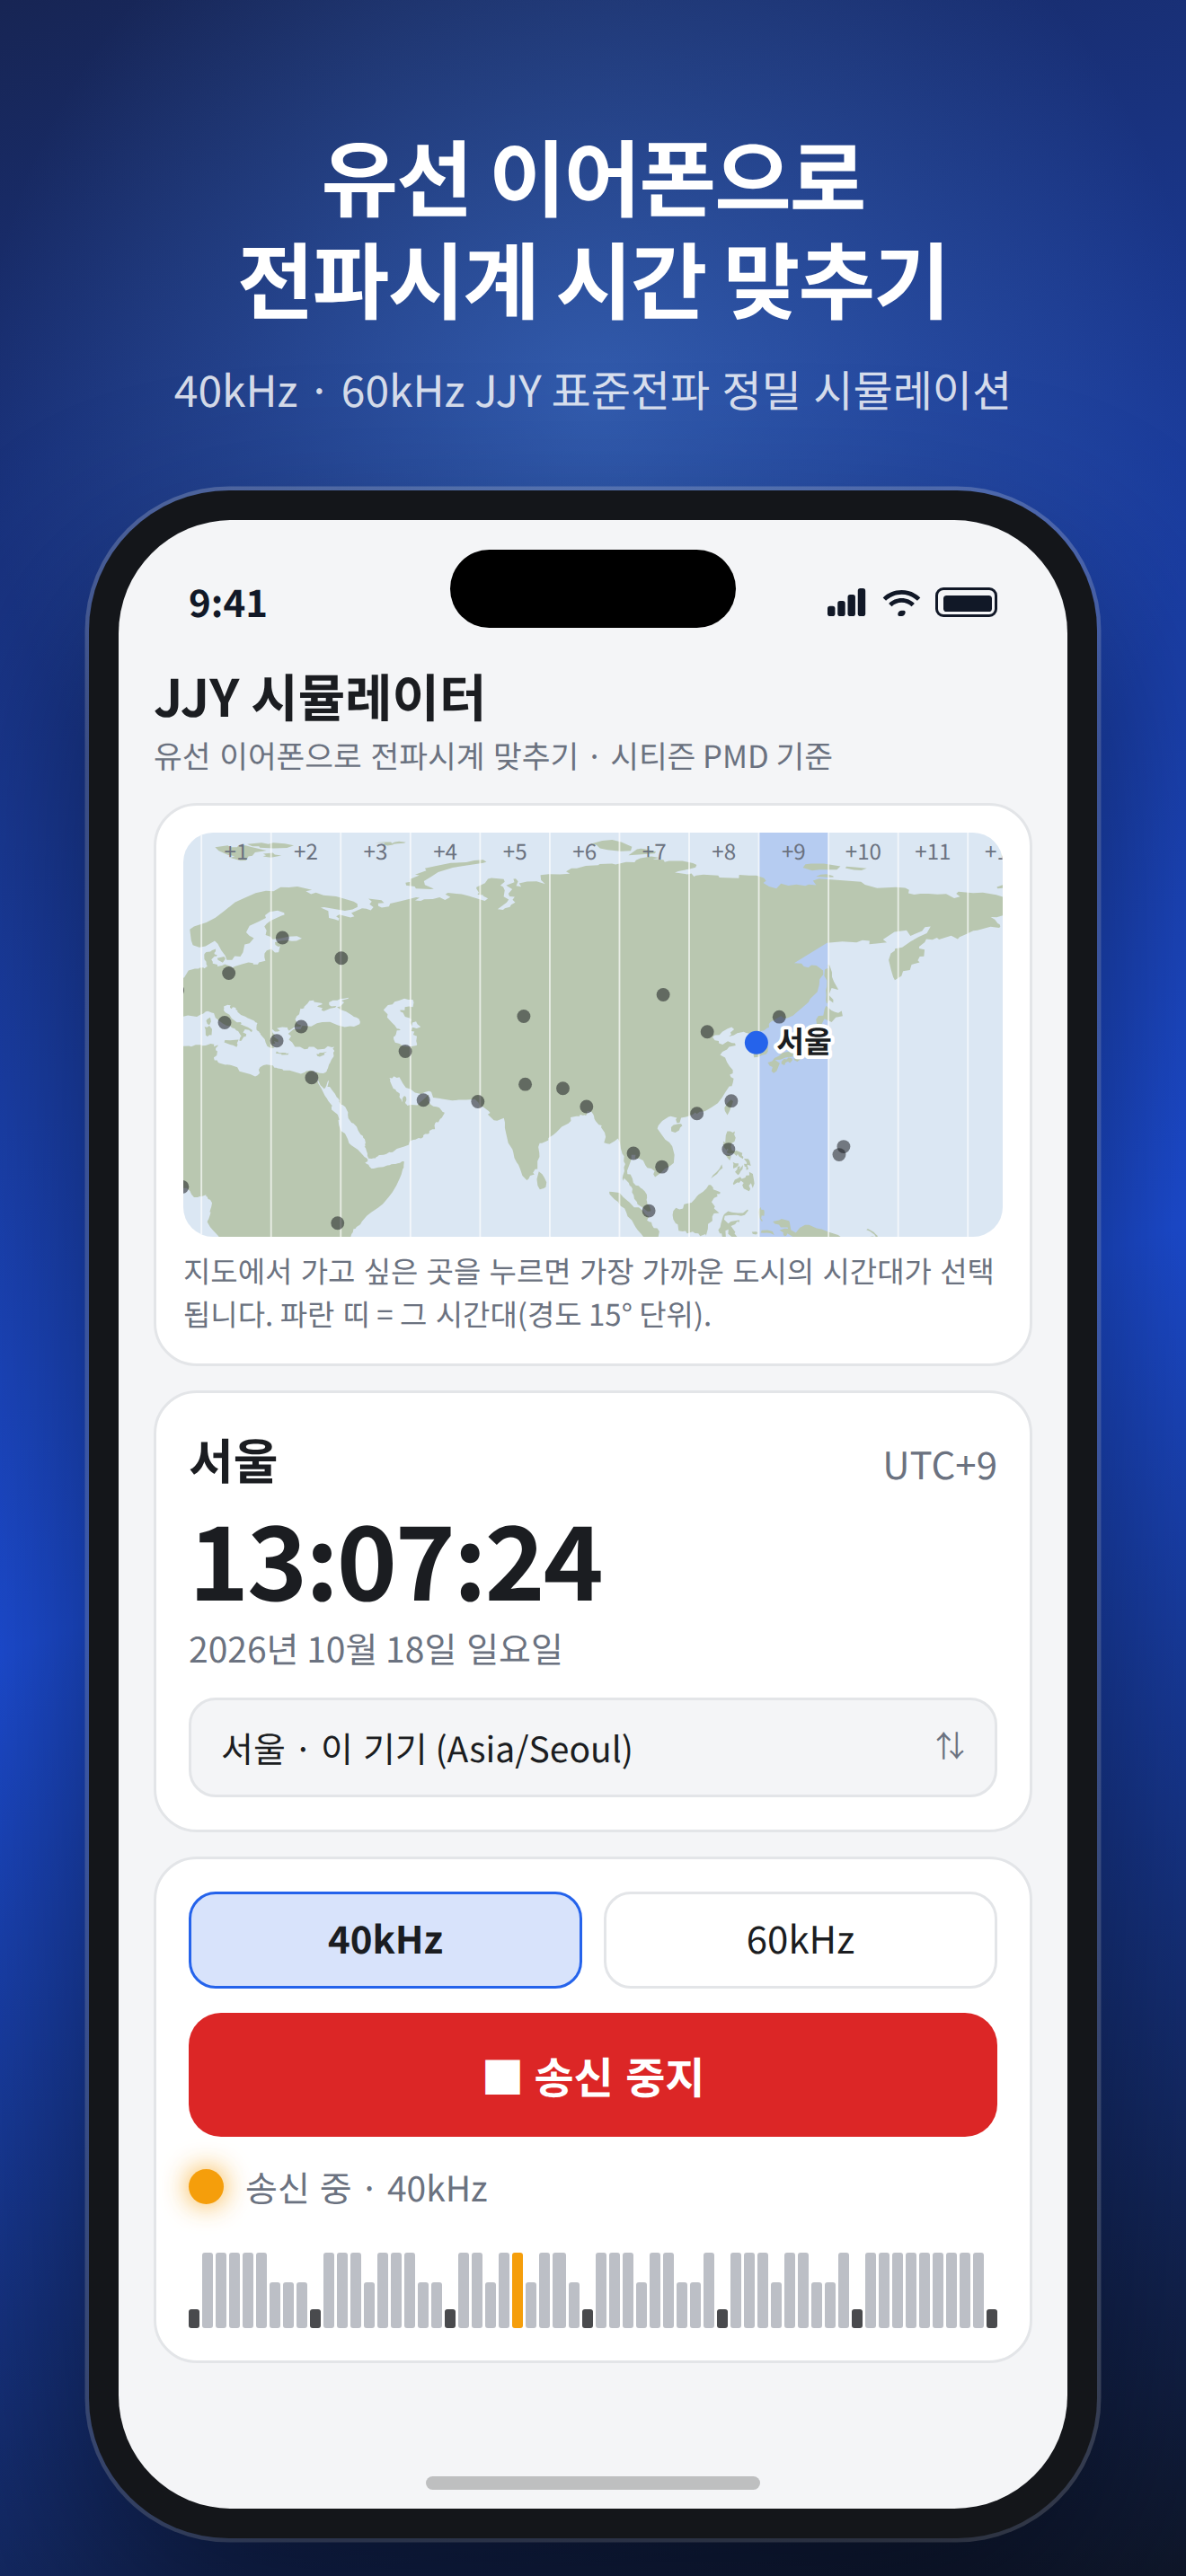 유선 이어폰으로
전파시계 시간 맞추기
40kHz · 60kHz JJY 표준전파 정밀 시뮬레이션
9:41
JJY 시뮬레이터
유선 이어폰으로 전파시계 맞추기 · 시티즌 PMD 기준
+1 +2 +3 +4 +5 +6 +7 +8 +9 +10 +11
서울
지도에서 가고 싶은 곳을 누르면 가장 가까운 도시의 시간대가 선택
됩니다. 파란 띠 = 그 시간대(경도 15° 단위).
서울 UTC+9
13:07:24
2026년 10월 18일 일요일
서울 · 이 기기 (Asia/Seoul)
40kHz 60kHz
■ 송신 중지
송신 중 · 40kHz